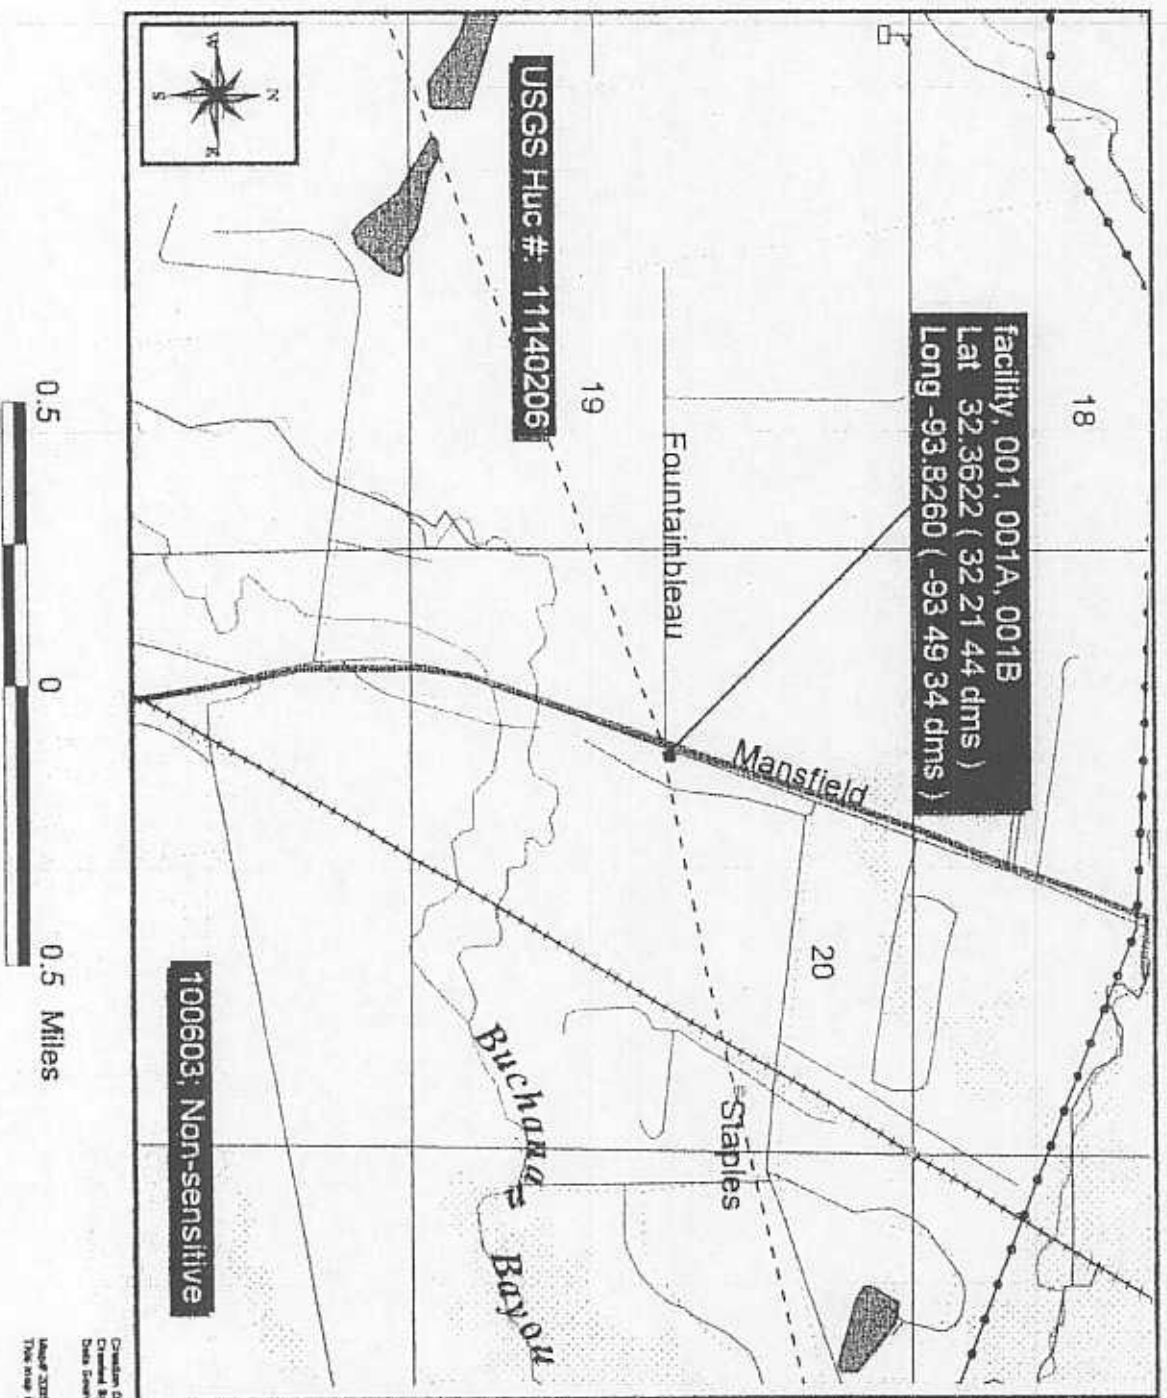 18
facility, 001, 001A, 001B
Lat 32.3622 ( 32 21 44 dms )
Long -93.8260 ( -93 49 34 dms )
19
USGS Huc #: 11140206
Fountainbleau
Mansfield
20
Staples
Buchana Bayou
100603; Non-sensitive
N
W
E
S
0.5 0 0.5 Miles